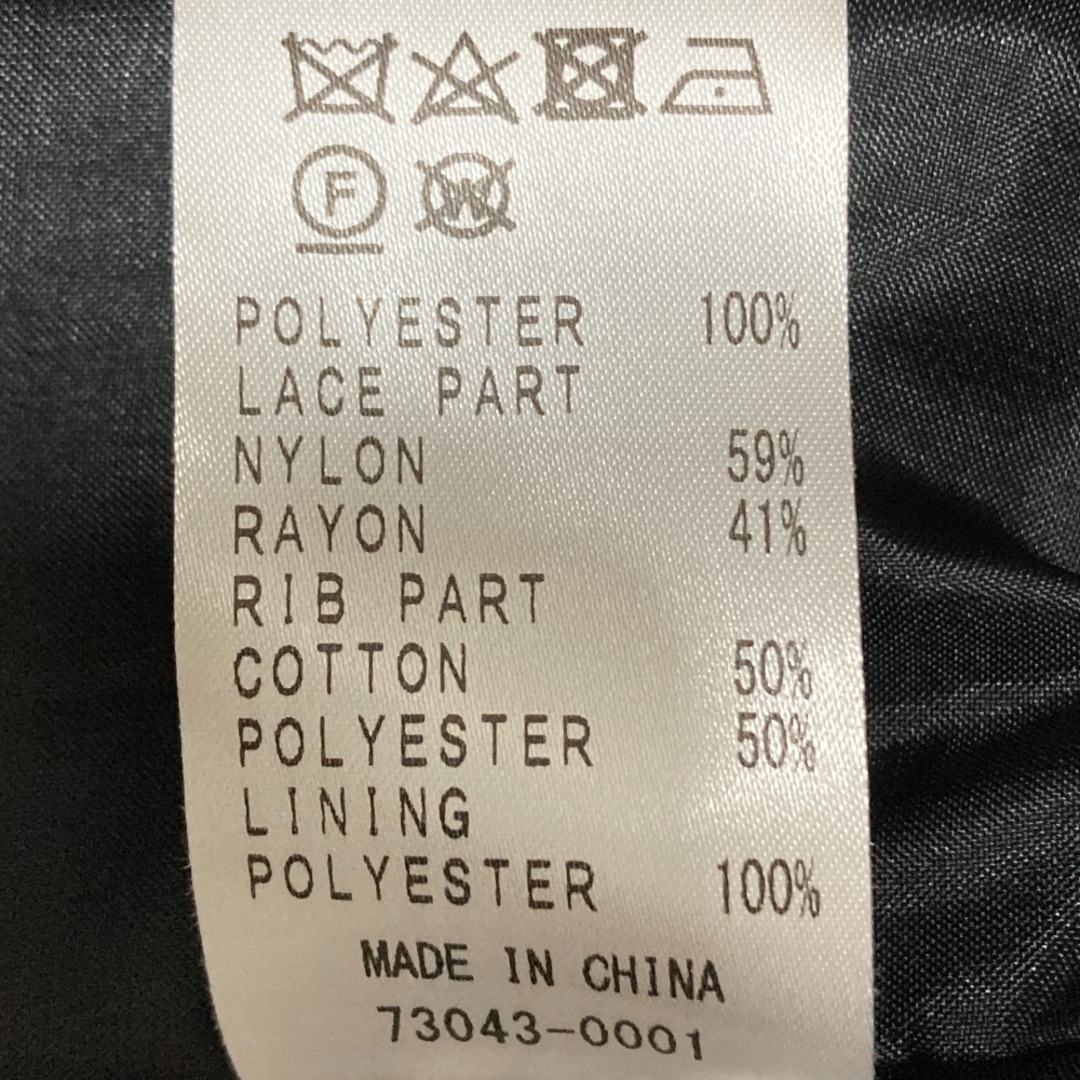 F W
POLYESTER 100%
LACE PART
NYLON 59%
RAYON 41%
RIB PART
COTTON 50%
POLYESTER 50%
LINING
POLYESTER 100%
MADE IN CHINA
73043-0001